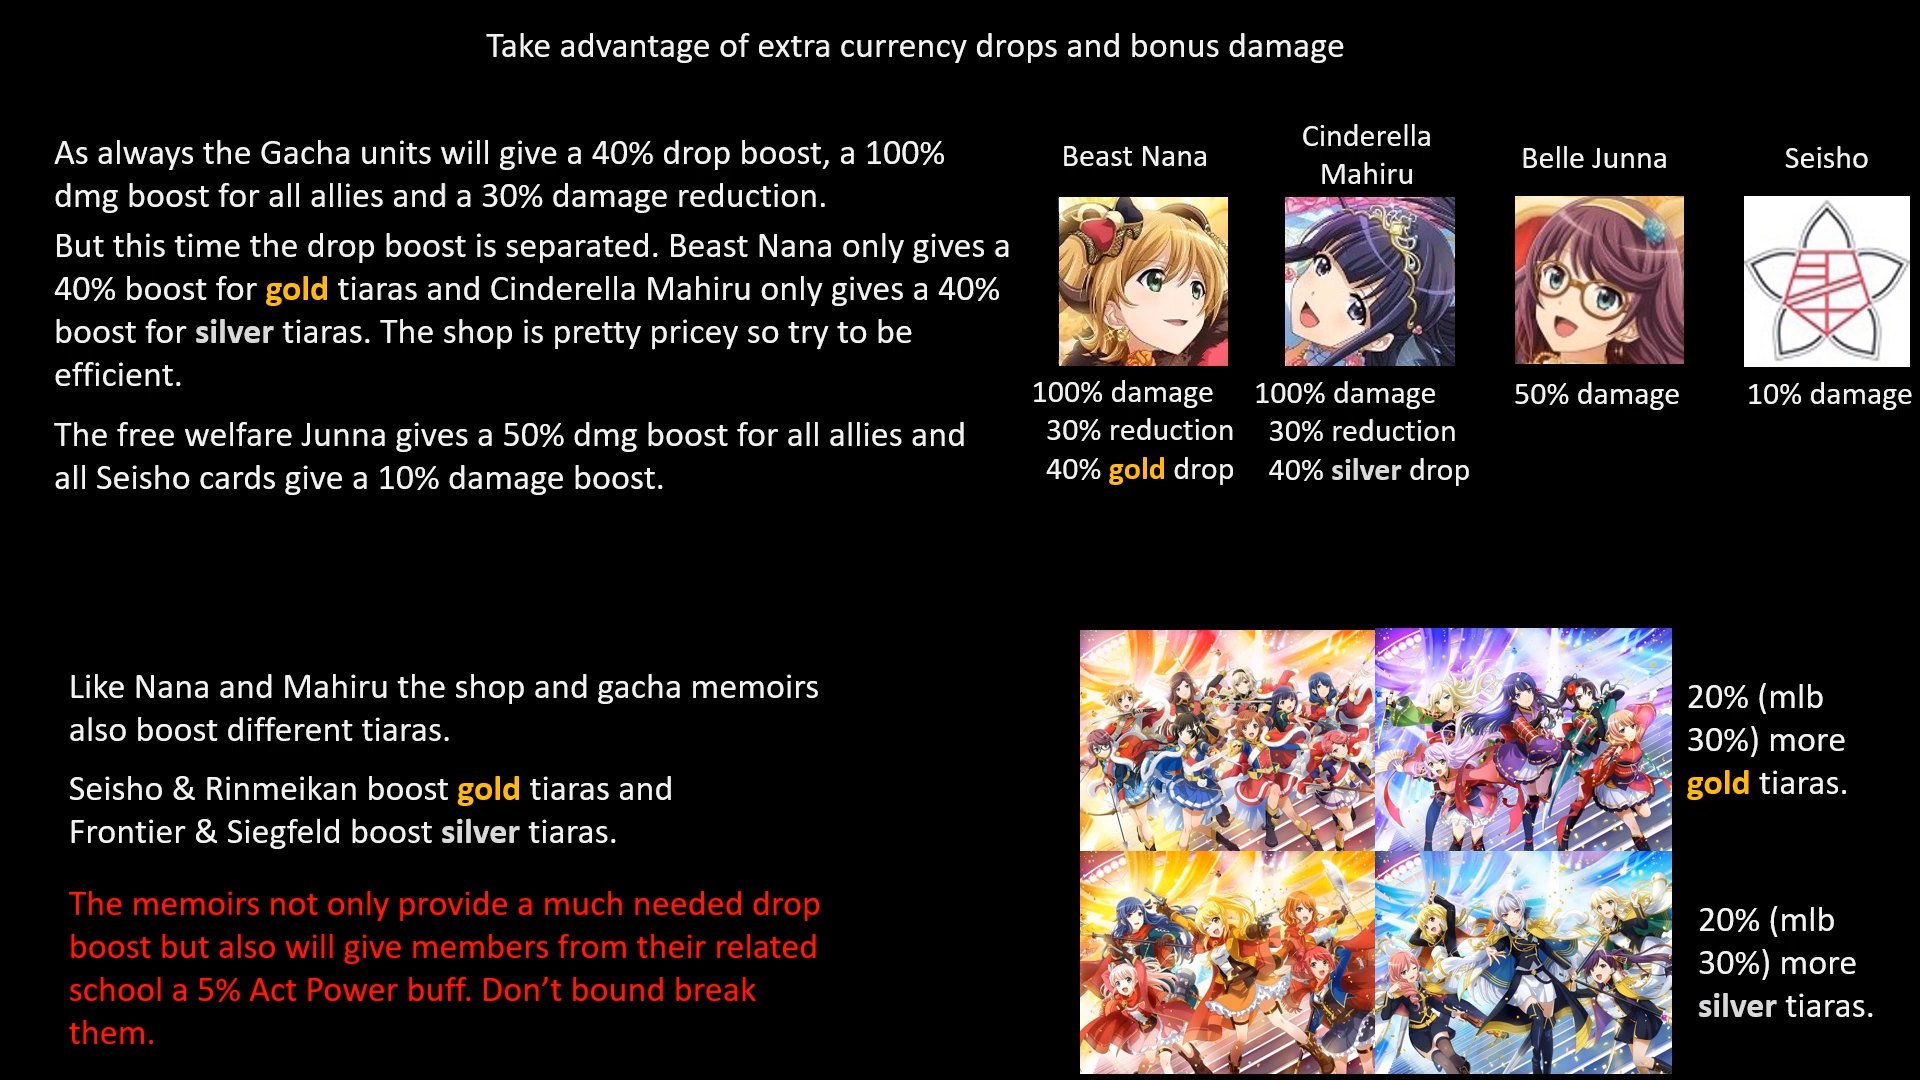 Take advantage of extra currency drops and bonus damage
As always the Gacha units will give a 40% drop boost, a 100%
dmg boost for all allies and a 30% damage reduction.
But this time the drop boost is separated. Beast Nana only gives a
40% boost for gold tiaras and Cinderella Mahiru only gives a 40%
boost for silver tiaras. The shop is pretty pricey so try to be
efficient.
The free welfare Junna gives a 50% dmg boost for all allies and
all Seisho cards give a 10% damage boost.
Beast Nana
100% damage
30% reduction
40% gold drop
Cinderella
Mahiru
100% damage
30% reduction
40% silver drop
Belle Junna
50% damage
Seisho
10% damage
Like Nana and Mahiru the shop and gacha memoirs
also boost different tiaras.
Seisho & Rinmeikan boost gold tiaras and
Frontier & Siegfeld boost silver tiaras.
The memoirs not only provide a much needed drop
boost but also will give members from their related
school a 5% Act Power buff. Don’t bound break
them.
20% (mlb
30%) more
gold tiaras.
20% (mlb
30%) more
silver tiaras.